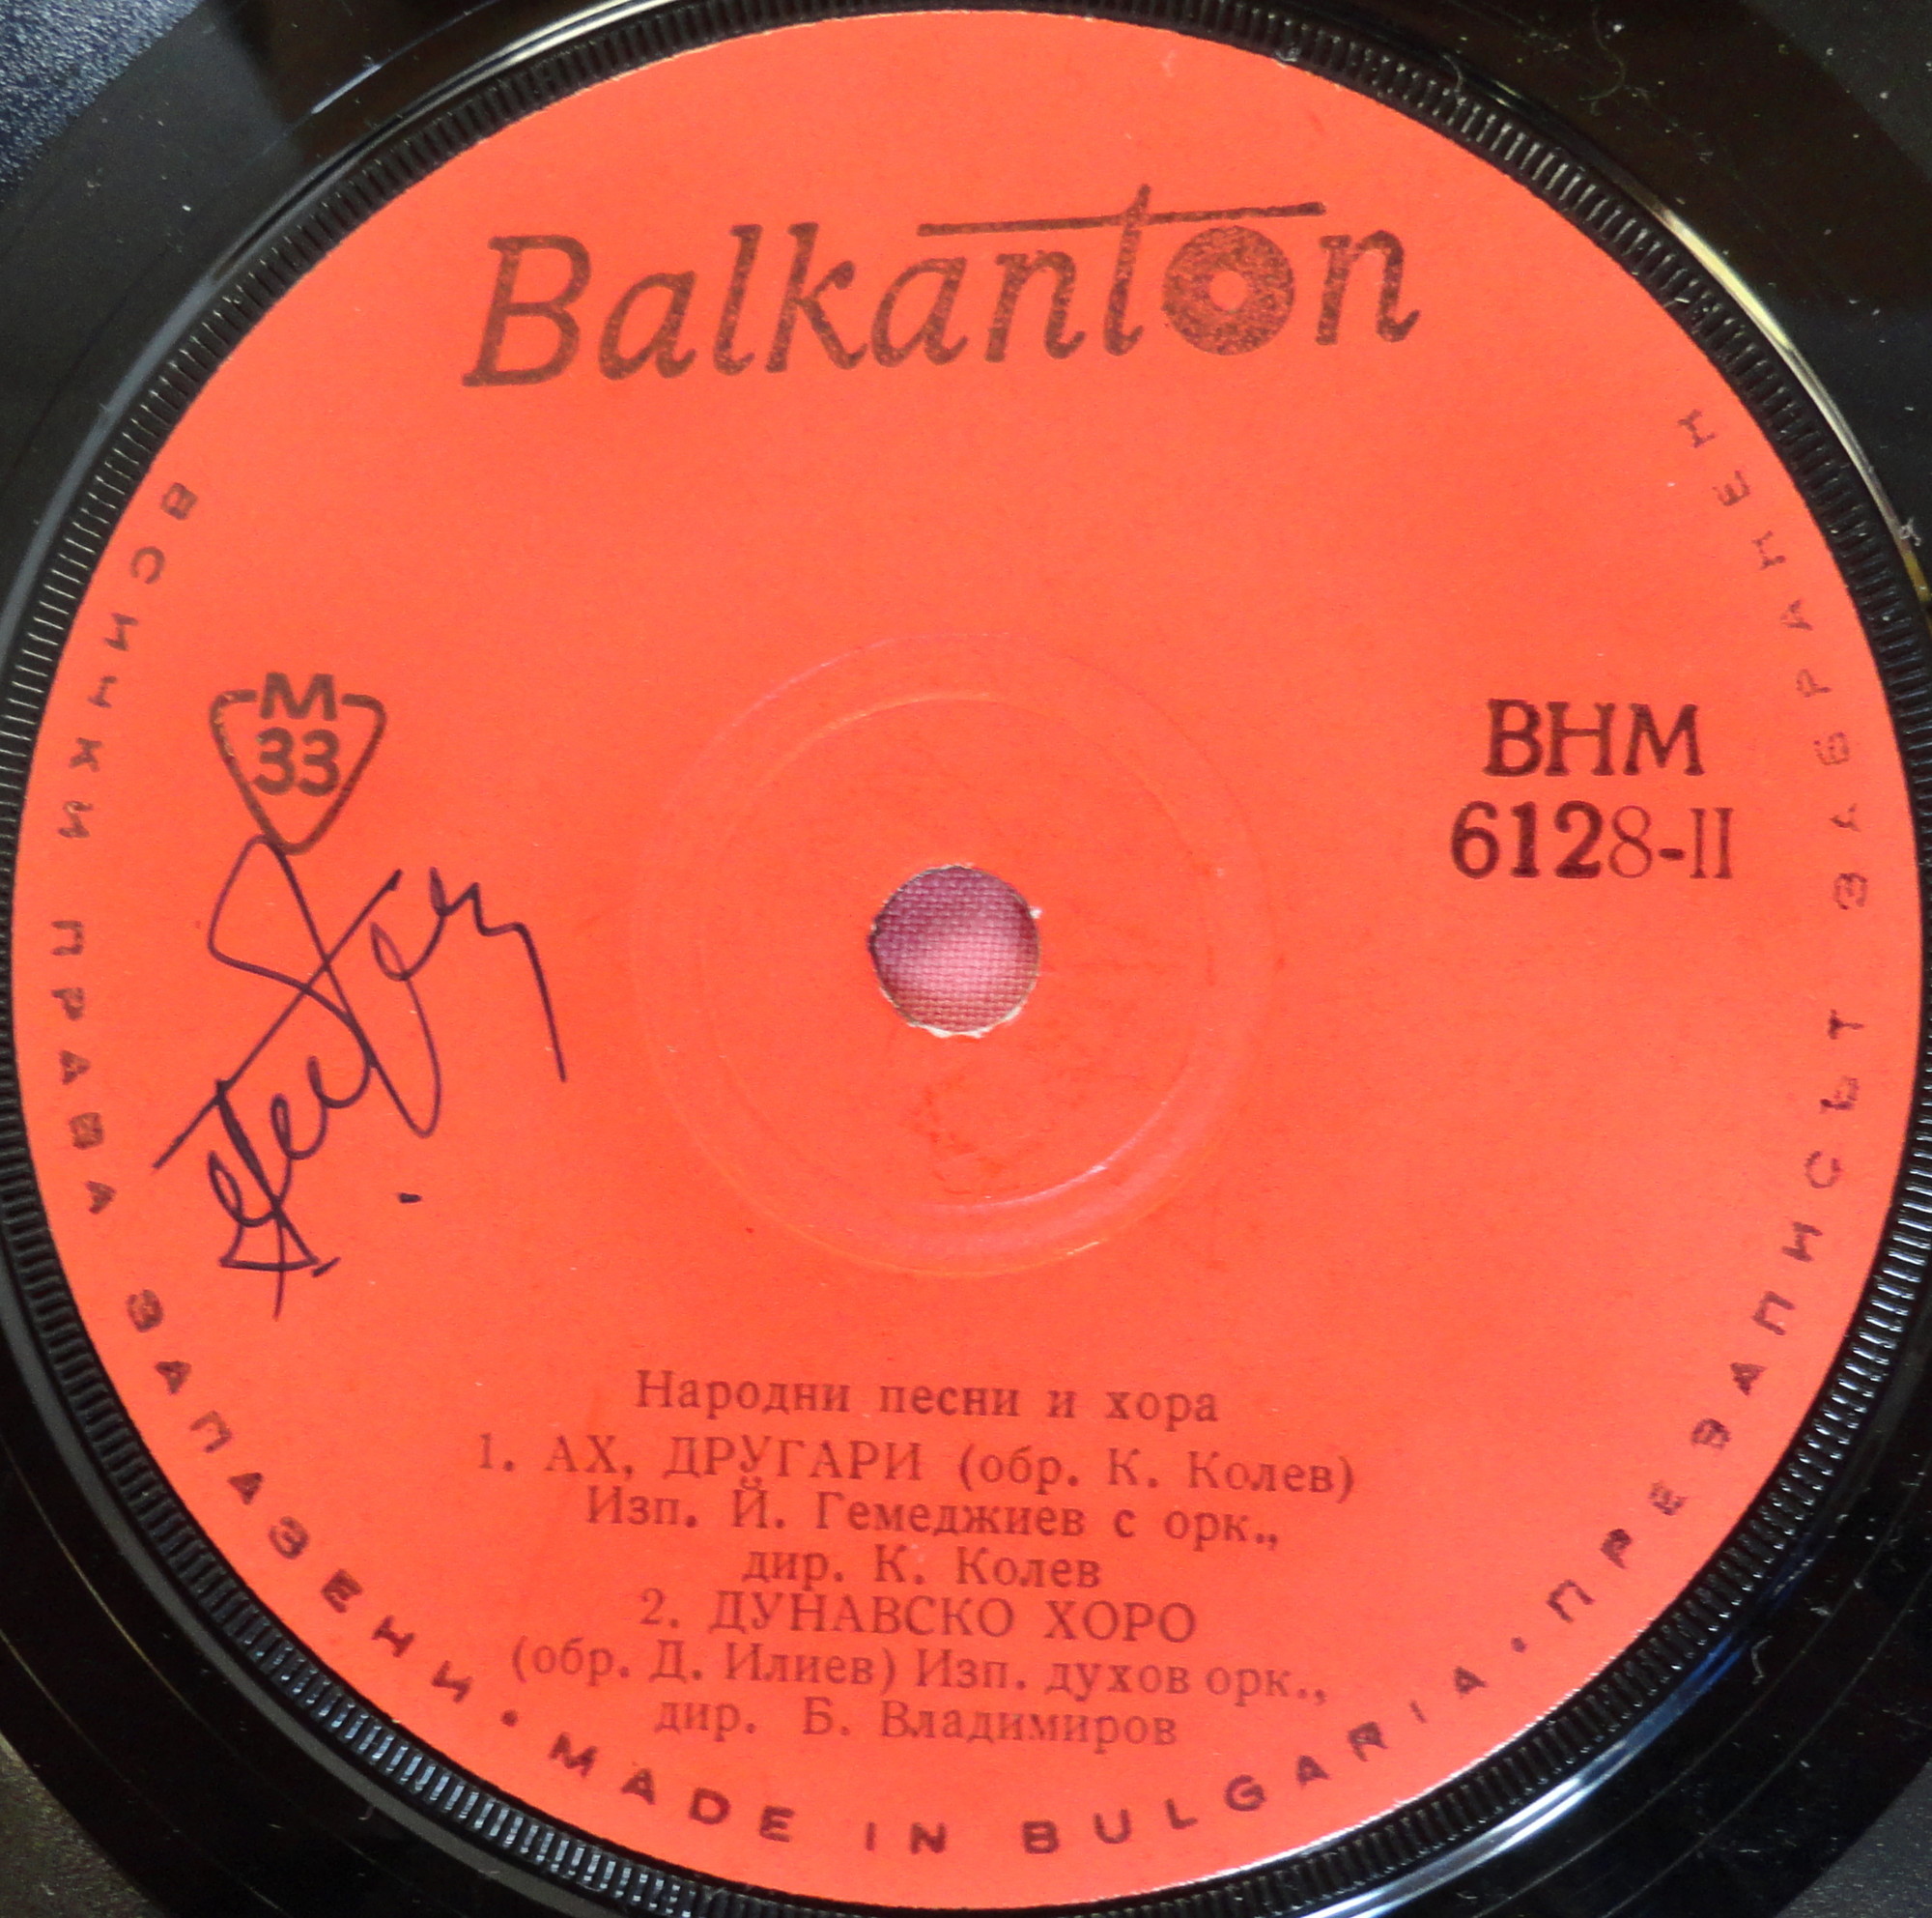 Balkanton
M
33
ВНМ
6128-II
Народни песни и хора
1. АХ, ДРУГАРИ (обр. К. Колев)
Изп. Й. Гемеджиев с орк.,
дир. К. Колев
2. ДУНАВСКО ХОРО
(обр. Д. Илиев) Изп. духов орк.,
дир. Б. Владимиров
ВСИЧКИ ПРАВА ЗАПАЗЕНИ · MADE IN BULGARIA · ПРЕЗАПИСЪТ ЗАБРАНЕН